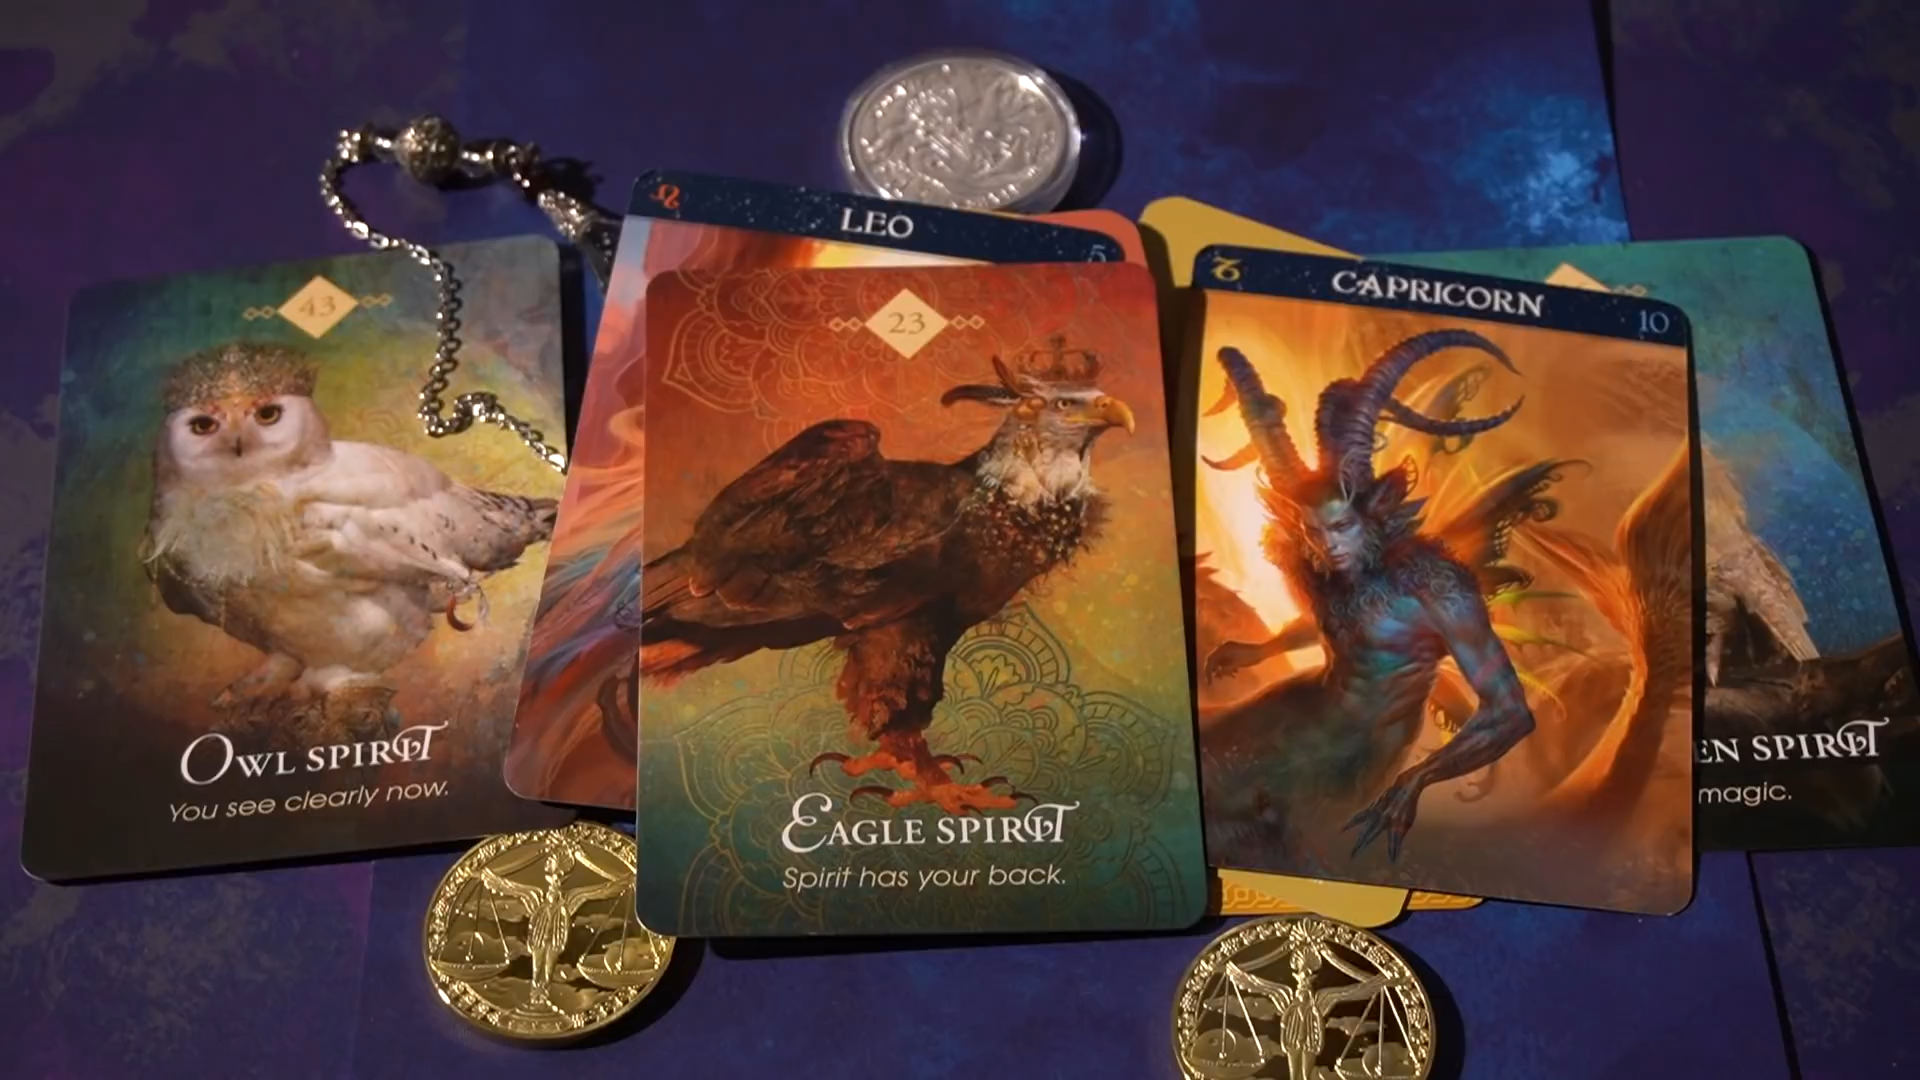 43
OWL SPIRIT
You see clearly now.
♌ LEO 5
23
EAGLE SPIRIT
Spirit has your back.
♑ CAPRICORN 10
EN SPIRIT
magic.